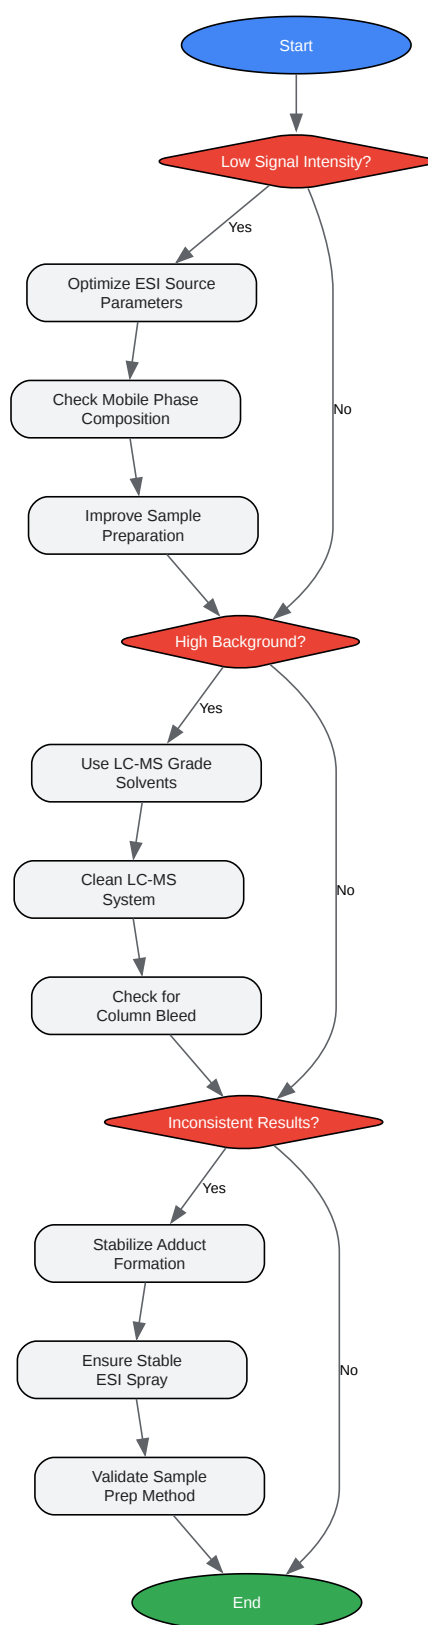 Start
Low Signal Intensity?
Yes
Optimize ESI Source
Parameters
Check Mobile Phase
Composition
No
Improve Sample
Preparation
High Background?
Yes
Use LC-MS Grade
Solvents
Clean LC-MS
System
No
Check for
Column Bleed
Inconsistent Results?
Yes
Stabilize Adduct
Formation
Ensure Stable
ESI Spray
No
Validate Sample
Prep Method
End